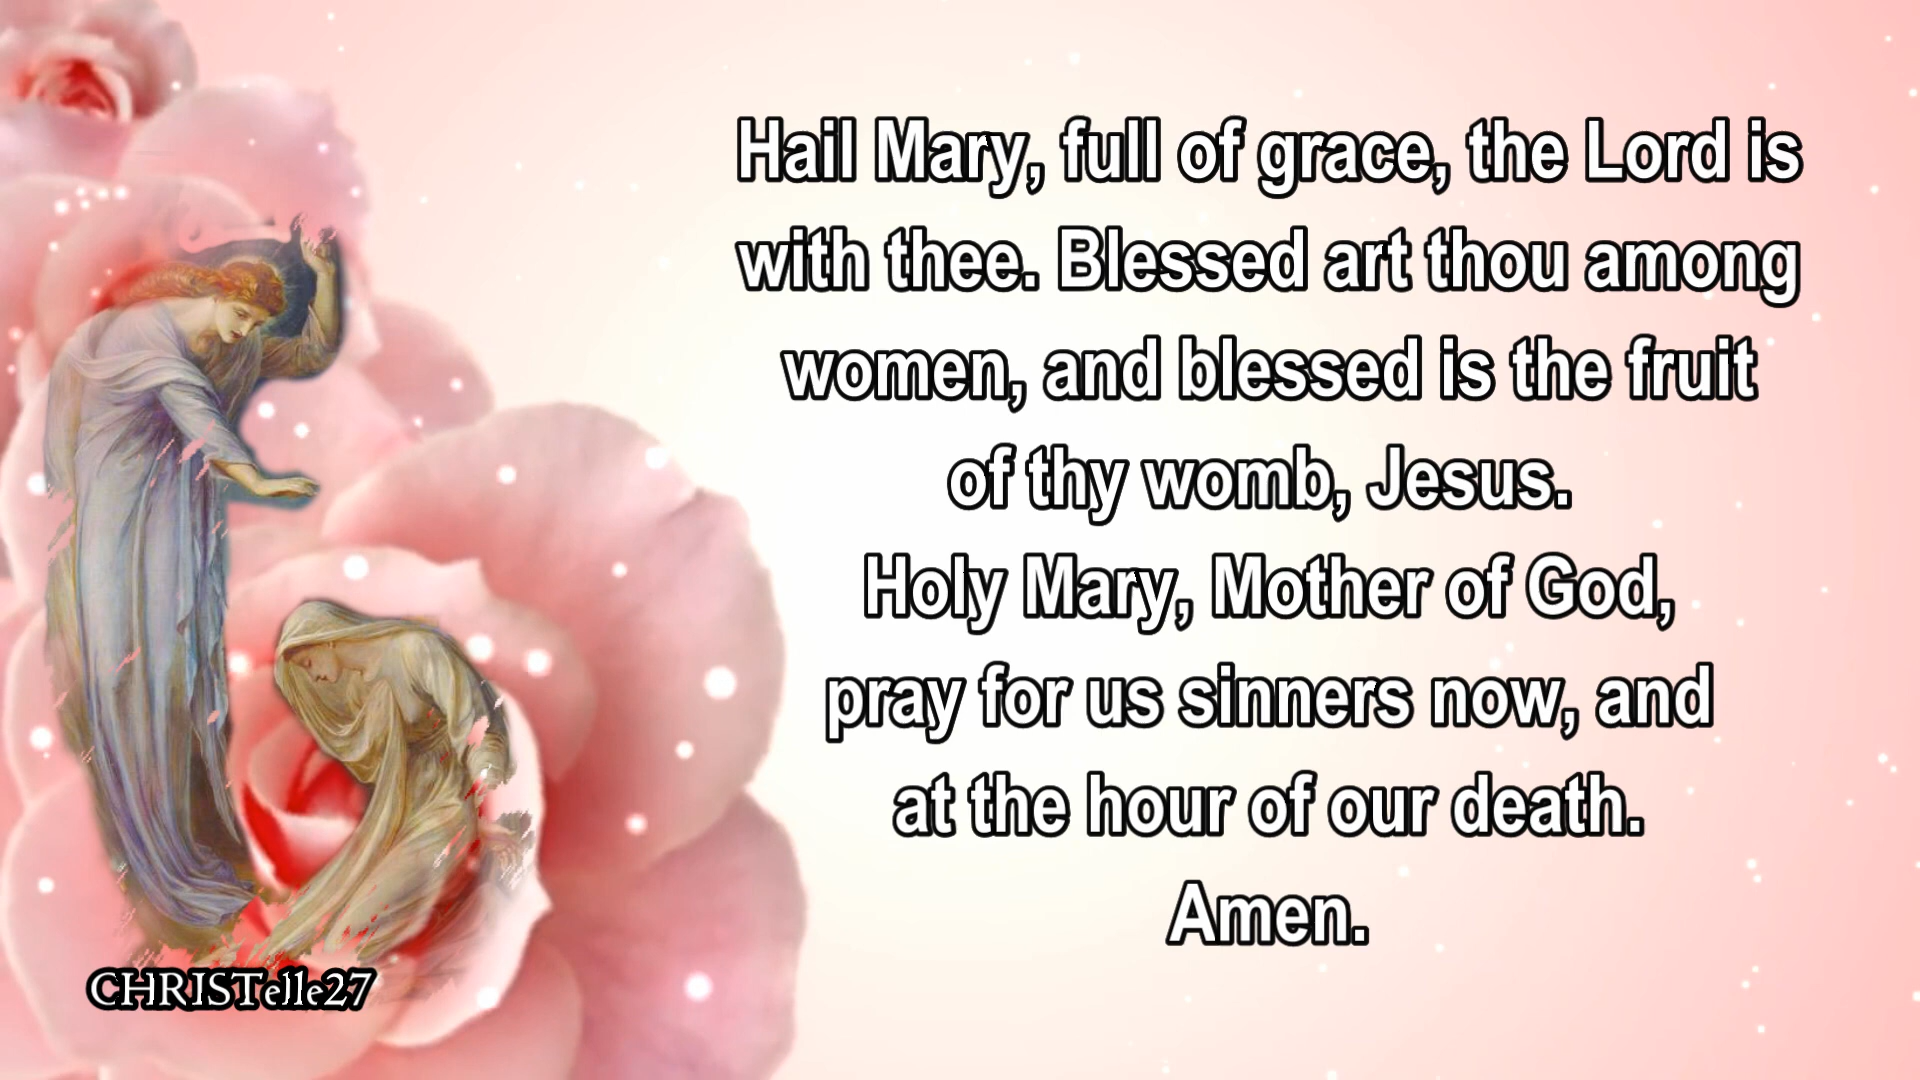 Hail Mary, full of grace, the Lord is
with thee. Blessed art thou among
women, and blessed is the fruit
of thy womb, Jesus.
Holy Mary, Mother of God,
pray for us sinners now, and
at the hour of our death.
Amen.
CHRISTelle27